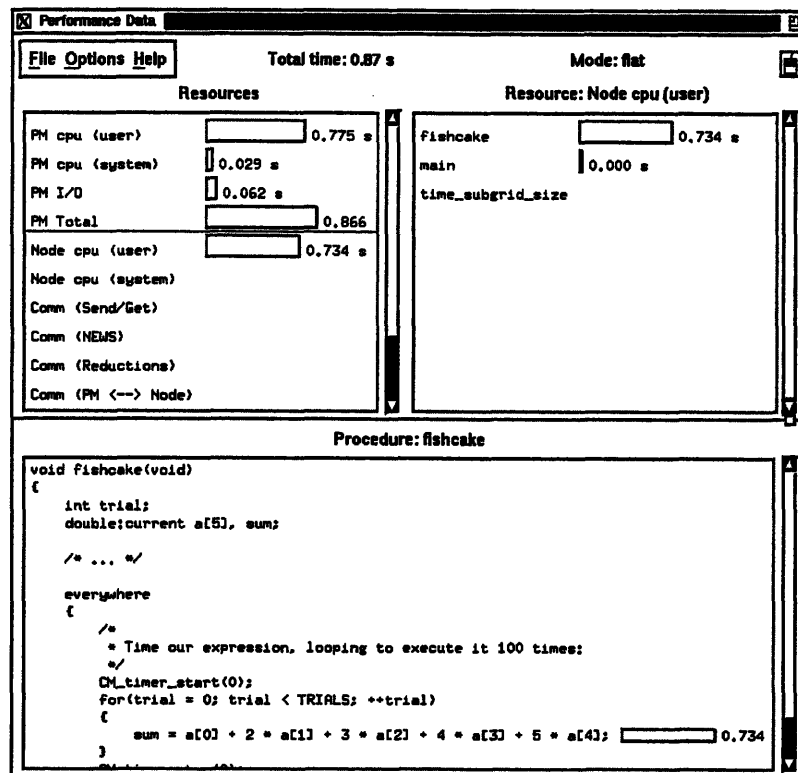 Performance Data
File Options Help
Total time: 0.87 s
Mode: flat
Resources
Resource: Node cpu (user)
PM cpu (user) 0.775 s
PM cpu (system) 0.029 s
PM I/O 0.062 s
PM Total 0.866
Node cpu (user) 0.734 s
Node cpu (system)
Comm (Send/Get)
Comm (NEWS)
Comm (Reductions)
Comm (PM <--> Node)
fishcake 0.734 s
main 0.000 s
time_subgrid_size
Procedure: fishcake
void fishcake(void)
{
int trial;
double:current a[5], sum;
/* ... */
everywhere
{
/*
* Time our expression, looping to execute it 100 times:
*/
CM_timer_start(0);
for(trial = 0; trial < TRIALS; ++trial)
{
sum = a[0] + 2 * a[1] + 3 * a[2] + 4 * a[3] + 5 * a[4]; 0.734
}